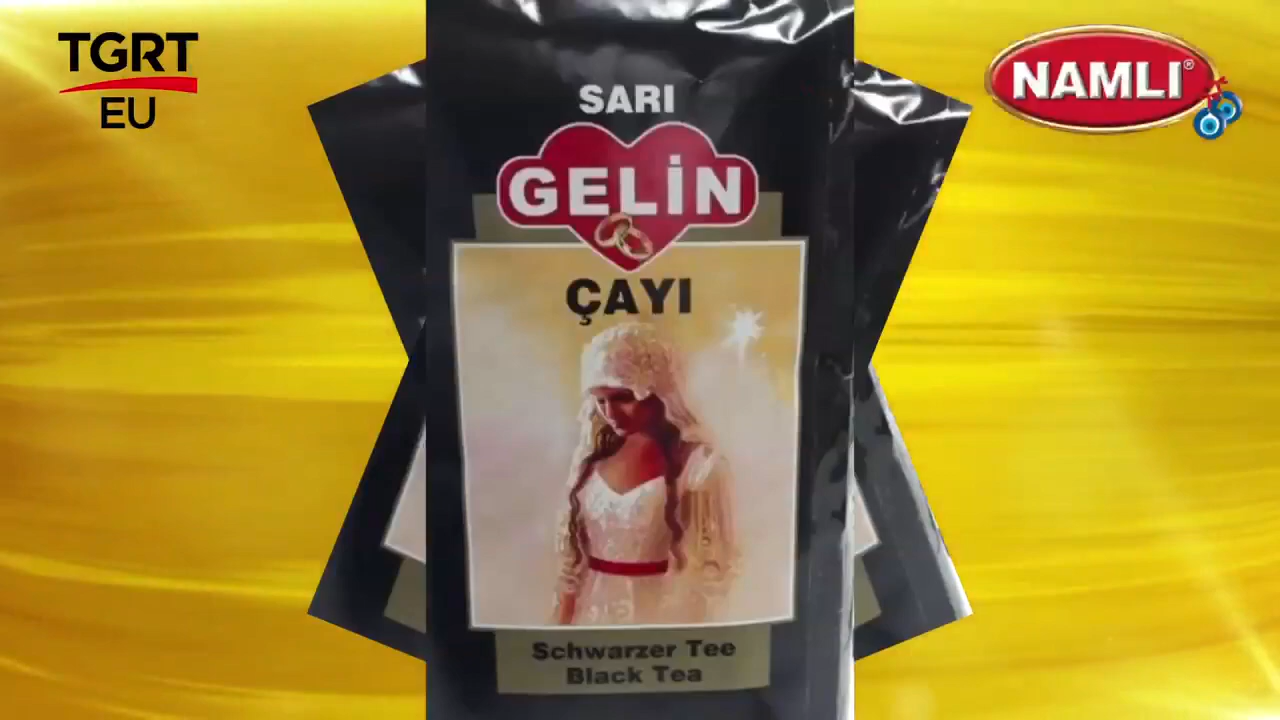 TGRT
EU
NAMLI®
SARI
GELİN
ÇAYI
Schwarzer Tee
Black Tea